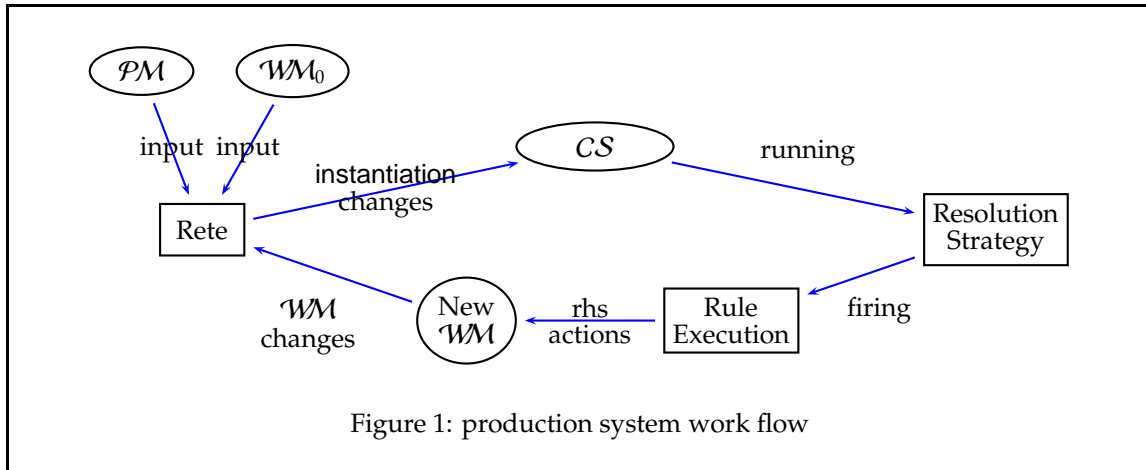 𝒫ℳ
𝒲ℳ₀
input
input
instantiation
changes
𝒞𝒮
running
Rete
Resolution
Strategy
𝒲ℳ
changes
New
𝒲ℳ
rhs
actions
Rule
Execution
firing
Figure 1: production system work flow